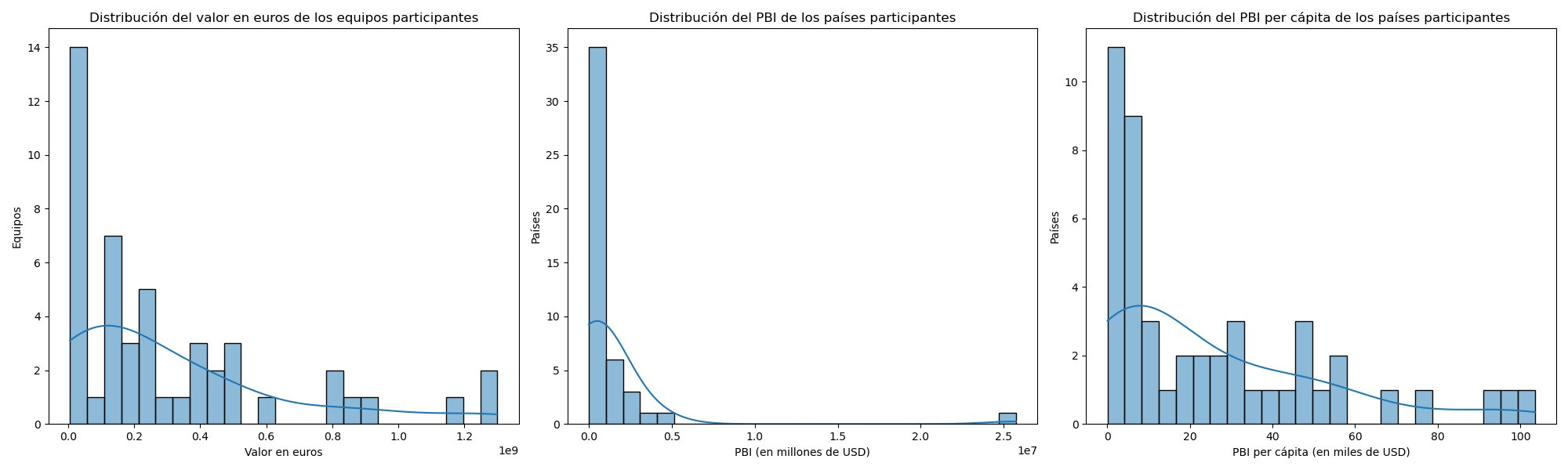 Distribución del valor en euros de los equipos participantes
14
12
10
8
6
4
2
0
Equipos
0.0 0.2 0.4 0.6 0.8 1.0 1.2
1e9
Valor en euros
Distribución del PBI de los países participantes
35
30
25
20
15
10
5
0
Países
0.0 0.5 1.0 1.5 2.0 2.5
1e7
PBI (en millones de USD)
Distribución del PBI per cápita de los países participantes
10
8
6
4
2
0
Países
0 20 40 60 80 100
PBI per cápita (en miles de USD)